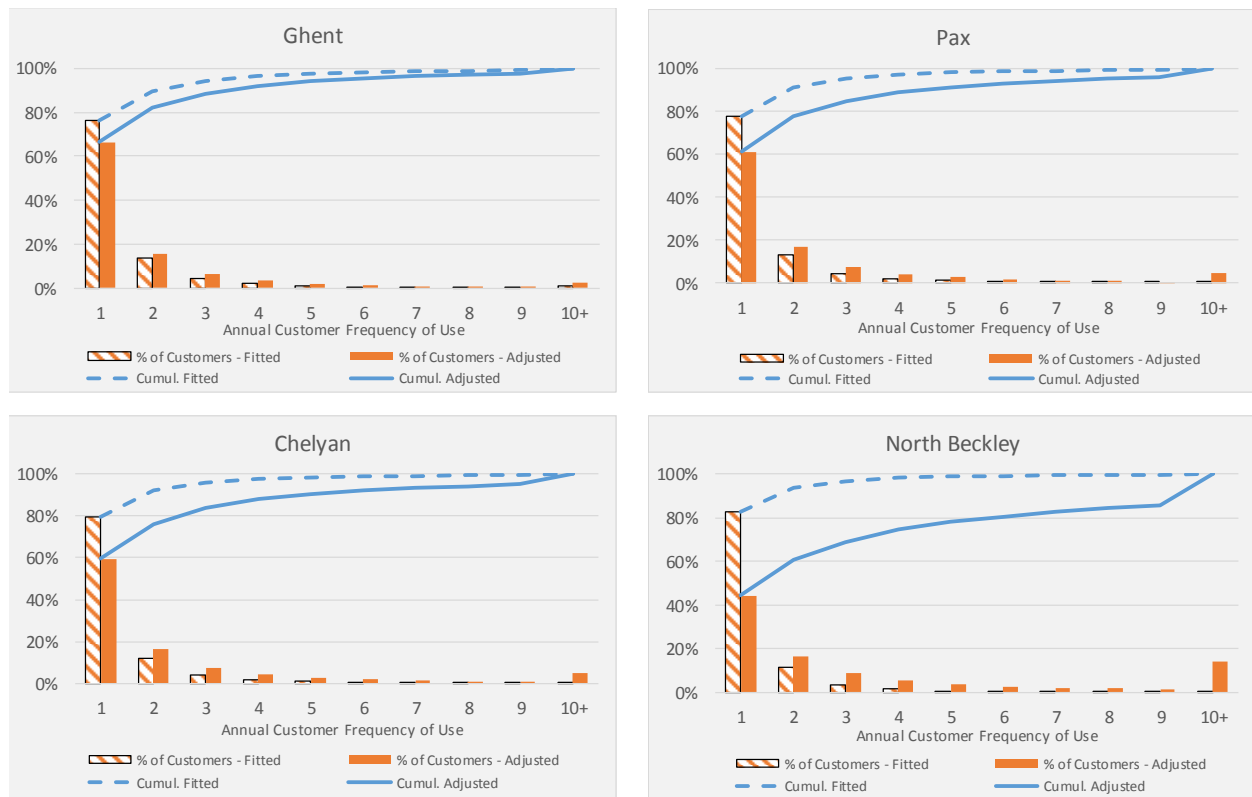 Ghent
100%
80%
60%
40%
20%
0%
1 2 3 4 5 6 7 8 9 10+
Annual Customer Frequency of Use
% of Customers - Fitted % of Customers - Adjusted
Cumul. Fitted Cumul. Adjusted
Pax
100%
80%
60%
40%
20%
0%
1 2 3 4 5 6 7 8 9 10+
Annual Customer Frequency of Use
% of Customers - Fitted % of Customers - Adjusted
Cumul. Fitted Cumul. Adjusted
Chelyan
100%
80%
60%
40%
20%
0%
1 2 3 4 5 6 7 8 9 10+
Annual Customer Frequency of Use
% of Customers - Fitted % of Customers - Adjusted
Cumul. Fitted Cumul. Adjusted
North Beckley
100%
80%
60%
40%
20%
0%
1 2 3 4 5 6 7 8 9 10+
Annual Customer Frequency of Use
% of Customers - Fitted % of Customers - Adjusted
Cumul. Fitted Cumul. Adjusted